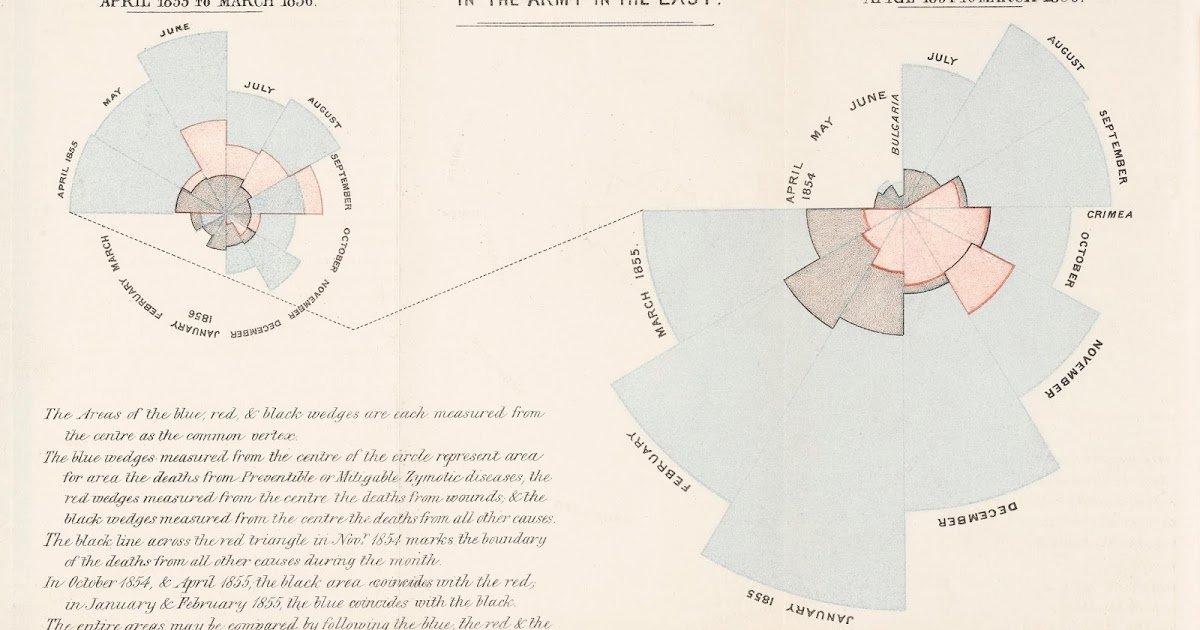 APRIL 1855 TO MARCH 1856.
IN THE ARMY IN THE EAST.
APRIL 1854 TO MARCH 1855.
JUNE
JULY
AUGUST
SEPTEMBER
OCTOBER
NOVEMBER
DECEMBER
JANUARY
1856
FEBRUARY
MARCH
APRIL 1855
MAY
APRIL
1854
MAY
JUNE
BULGARIA
JULY
AUGUST
SEPTEMBER
CRIMEA
OCTOBER
NOVEMBER
DECEMBER
JANUARY 1855
FEBRUARY
MARCH 1855.
The Areas of the blue, red, & black wedges are each measured from
the centre as the common vertex.
The blue wedges measured from the centre of the circle represent area
for area the deaths from Preventible or Mitigable Zymotic diseases, the
red wedges measured from the centre the deaths from wounds, & the
black wedges measured from the centre the deaths from all other causes.
The black line across the red triangle in Novr. 1854 marks the boundary
of the deaths from all other causes during the month.
In October 1854, & April 1855, the black area coincides with the red,
in January & February 1855, the blue coincides with the black.
The entire areas may be compared by following the blue, the red & the